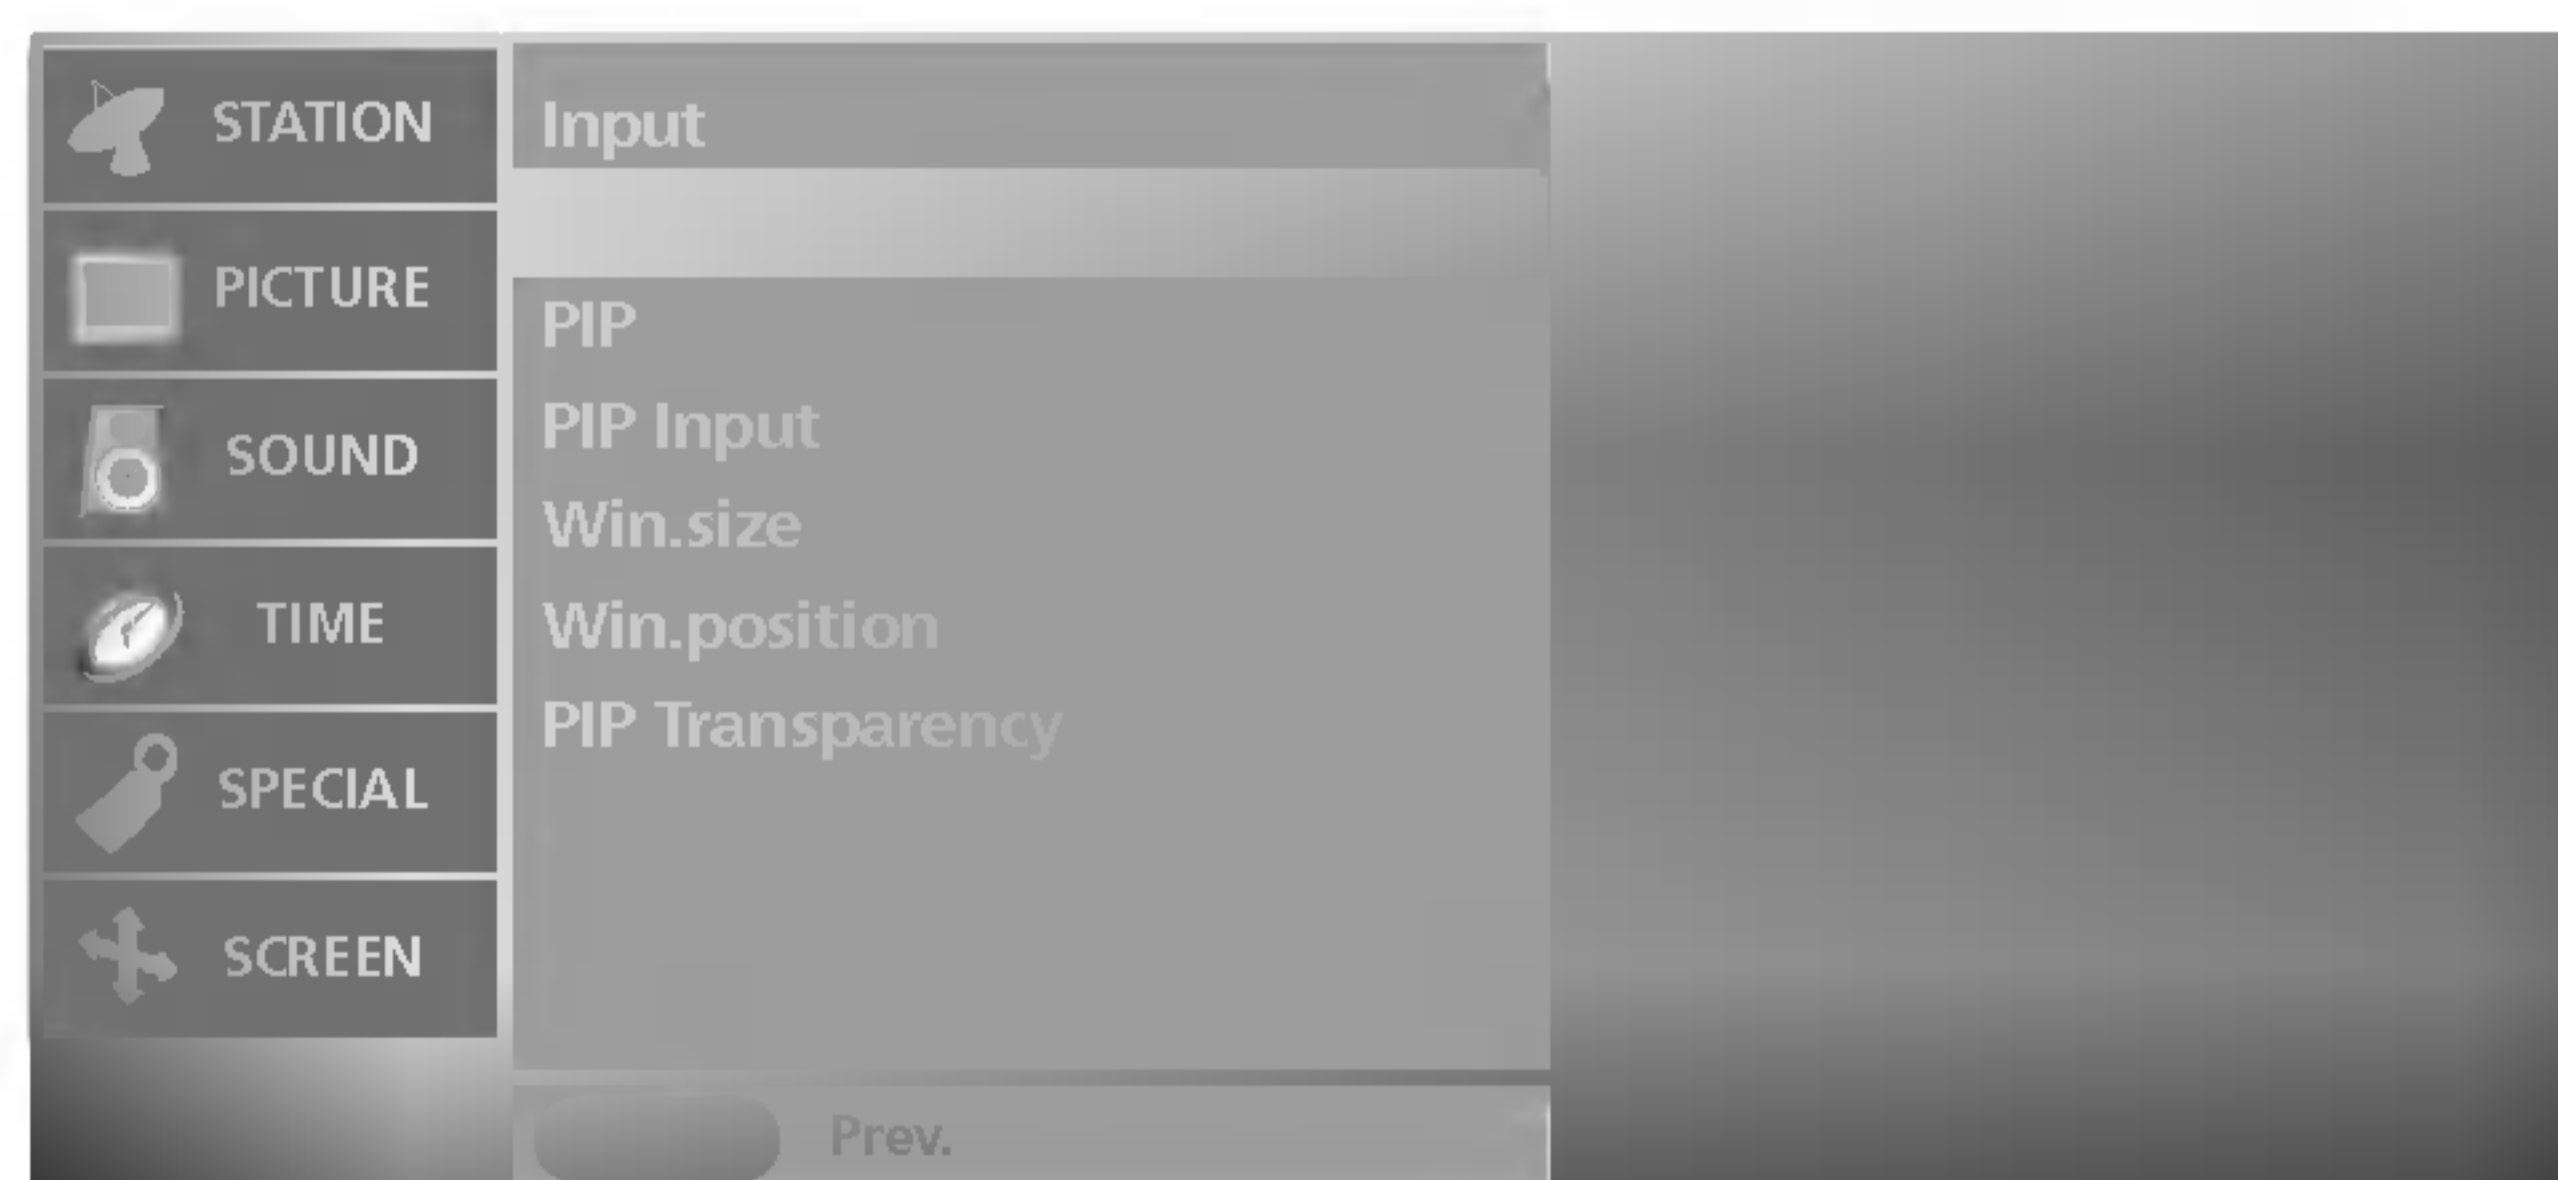 STATION
PICTURE
SOUND
TIME
SPECIAL
SCREEN
Input
PIP
PIP Input
Win.size
Win.position
PIP Transparency
Prev.